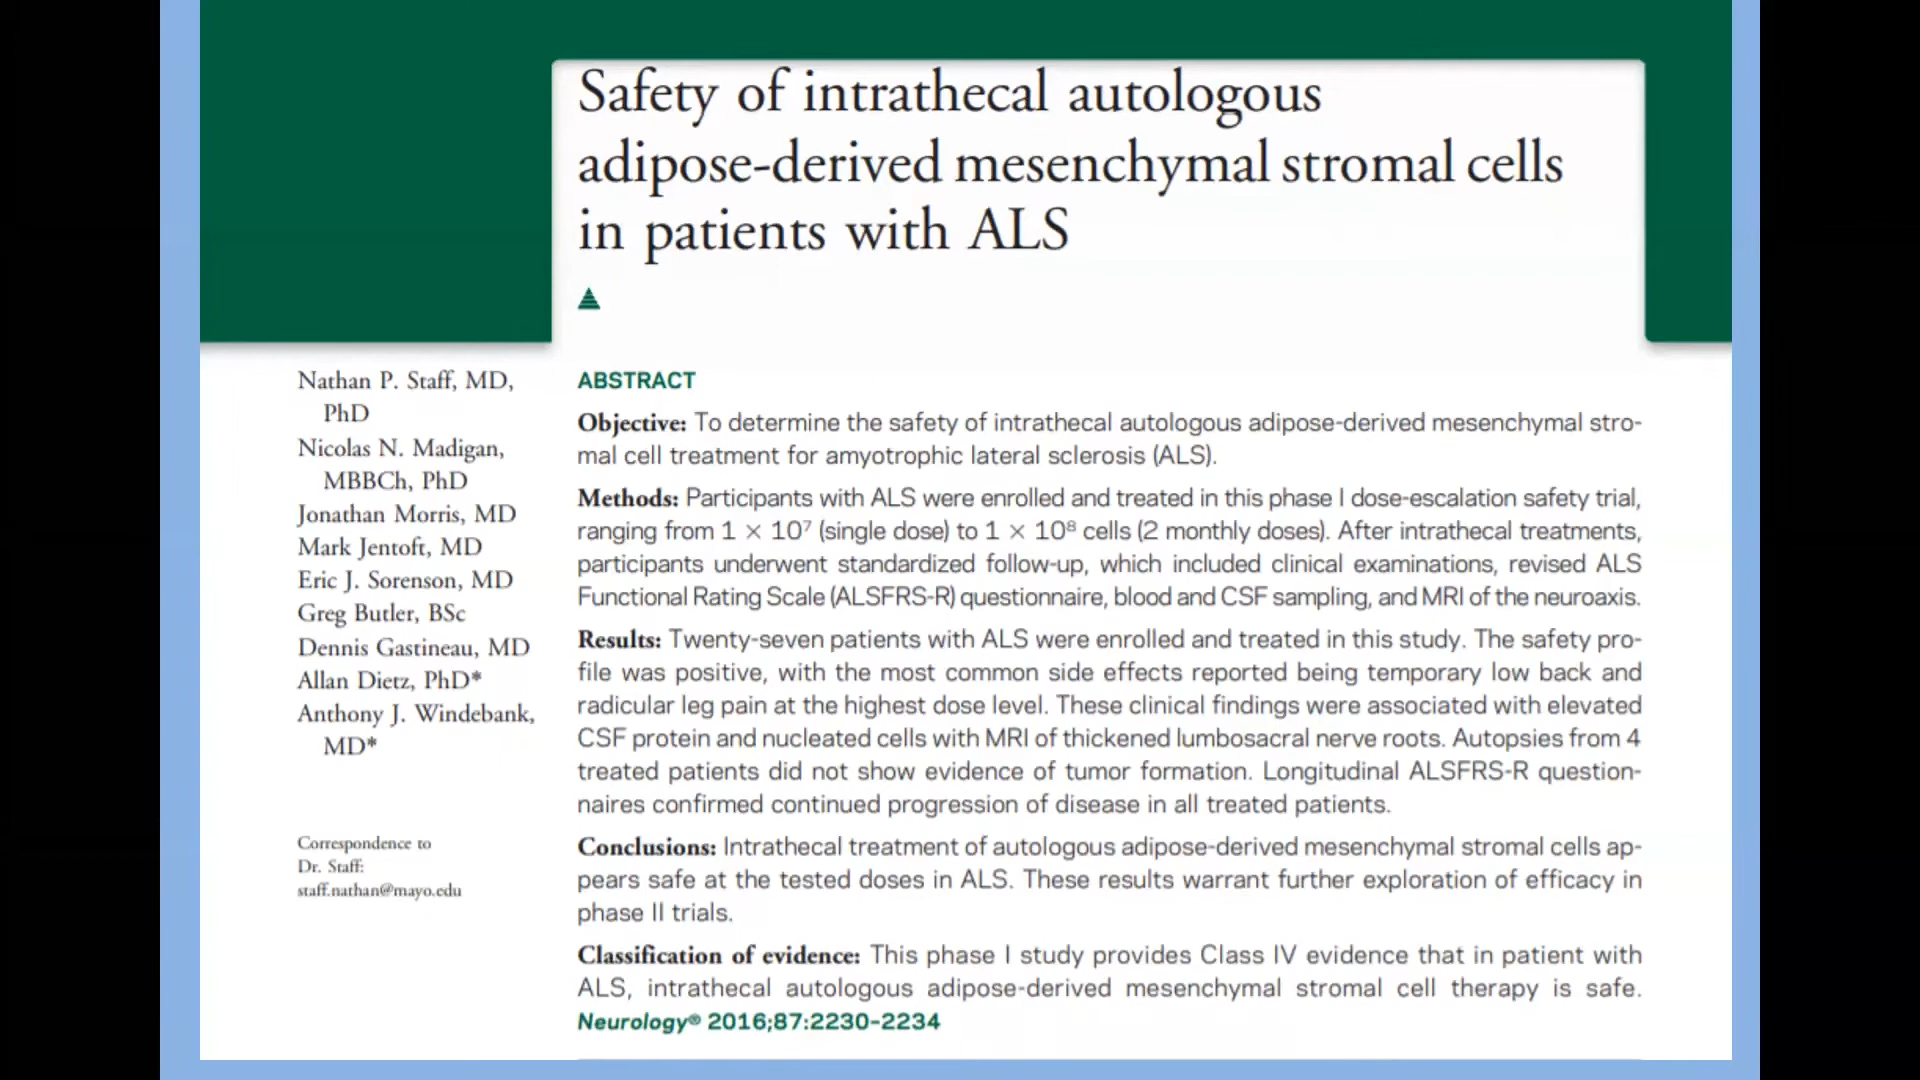 Safety of intrathecal autologous
adipose-derived mesenchymal stromal cells
in patients with ALS
Nathan P. Staff, MD,
PhD
Nicolas N. Madigan,
MBBCh, PhD
Jonathan Morris, MD
Mark Jentoft, MD
Eric J. Sorenson, MD
Greg Butler, BSc
Dennis Gastineau, MD
Allan Dietz, PhD*
Anthony J. Windebank,
MD*
Correspondence to
Dr. Staff:
staff.nathan@mayo.edu
ABSTRACT
Objective: To determine the safety of intrathecal autologous adipose-derived mesenchymal stro-
mal cell treatment for amyotrophic lateral sclerosis (ALS).
Methods: Participants with ALS were enrolled and treated in this phase I dose-escalation safety trial,
ranging from 1 × 10⁷ (single dose) to 1 × 10⁸ cells (2 monthly doses). After intrathecal treatments,
participants underwent standardized follow-up, which included clinical examinations, revised ALS
Functional Rating Scale (ALSFRS-R) questionnaire, blood and CSF sampling, and MRI of the neuroaxis.
Results: Twenty-seven patients with ALS were enrolled and treated in this study. The safety pro-
file was positive, with the most common side effects reported being temporary low back and
radicular leg pain at the highest dose level. These clinical findings were associated with elevated
CSF protein and nucleated cells with MRI of thickened lumbosacral nerve roots. Autopsies from 4
treated patients did not show evidence of tumor formation. Longitudinal ALSFRS-R question-
naires confirmed continued progression of disease in all treated patients.
Conclusions: Intrathecal treatment of autologous adipose-derived mesenchymal stromal cells ap-
pears safe at the tested doses in ALS. These results warrant further exploration of efficacy in
phase II trials.
Classification of evidence: This phase I study provides Class IV evidence that in patient with
ALS, intrathecal autologous adipose-derived mesenchymal stromal cell therapy is safe.
Neurology® 2016;87:2230–2234